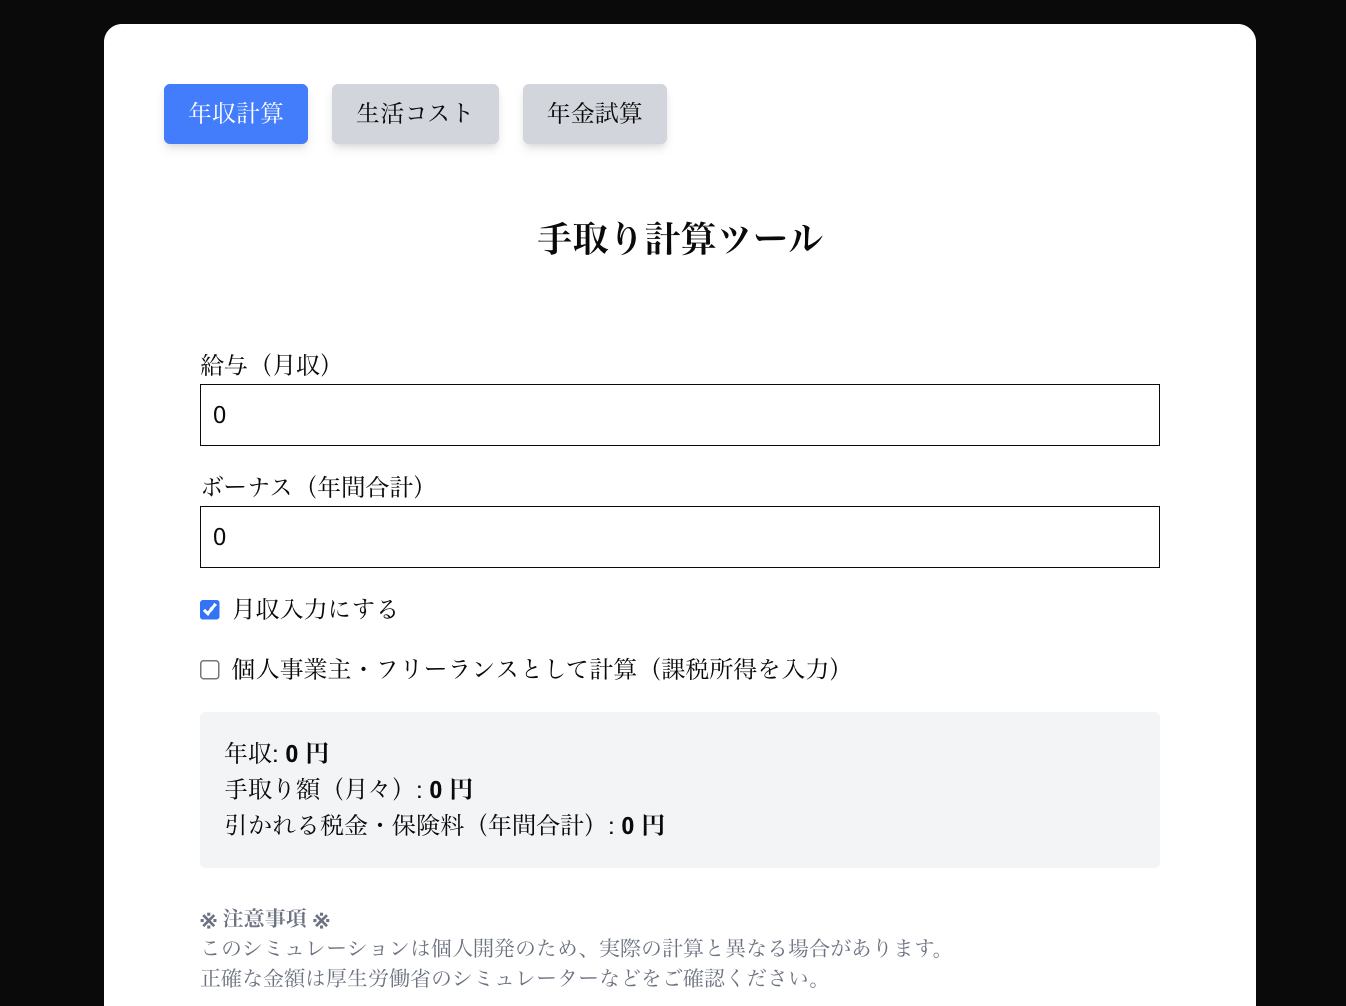 年収計算 生活コスト 年金試算
手取り計算ツール
給与（月収）
0
ボーナス（年間合計）
0
月収入力にする
個人事業主・フリーランスとして計算（課税所得を入力）
年収: 0 円
手取り額（月々）: 0 円
引かれる税金・保険料（年間合計）: 0 円
※ 注意事項 ※
このシミュレーションは個人開発のため、実際の計算と異なる場合があります。
正確な金額は厚生労働省のシミュレーターなどをご確認ください。